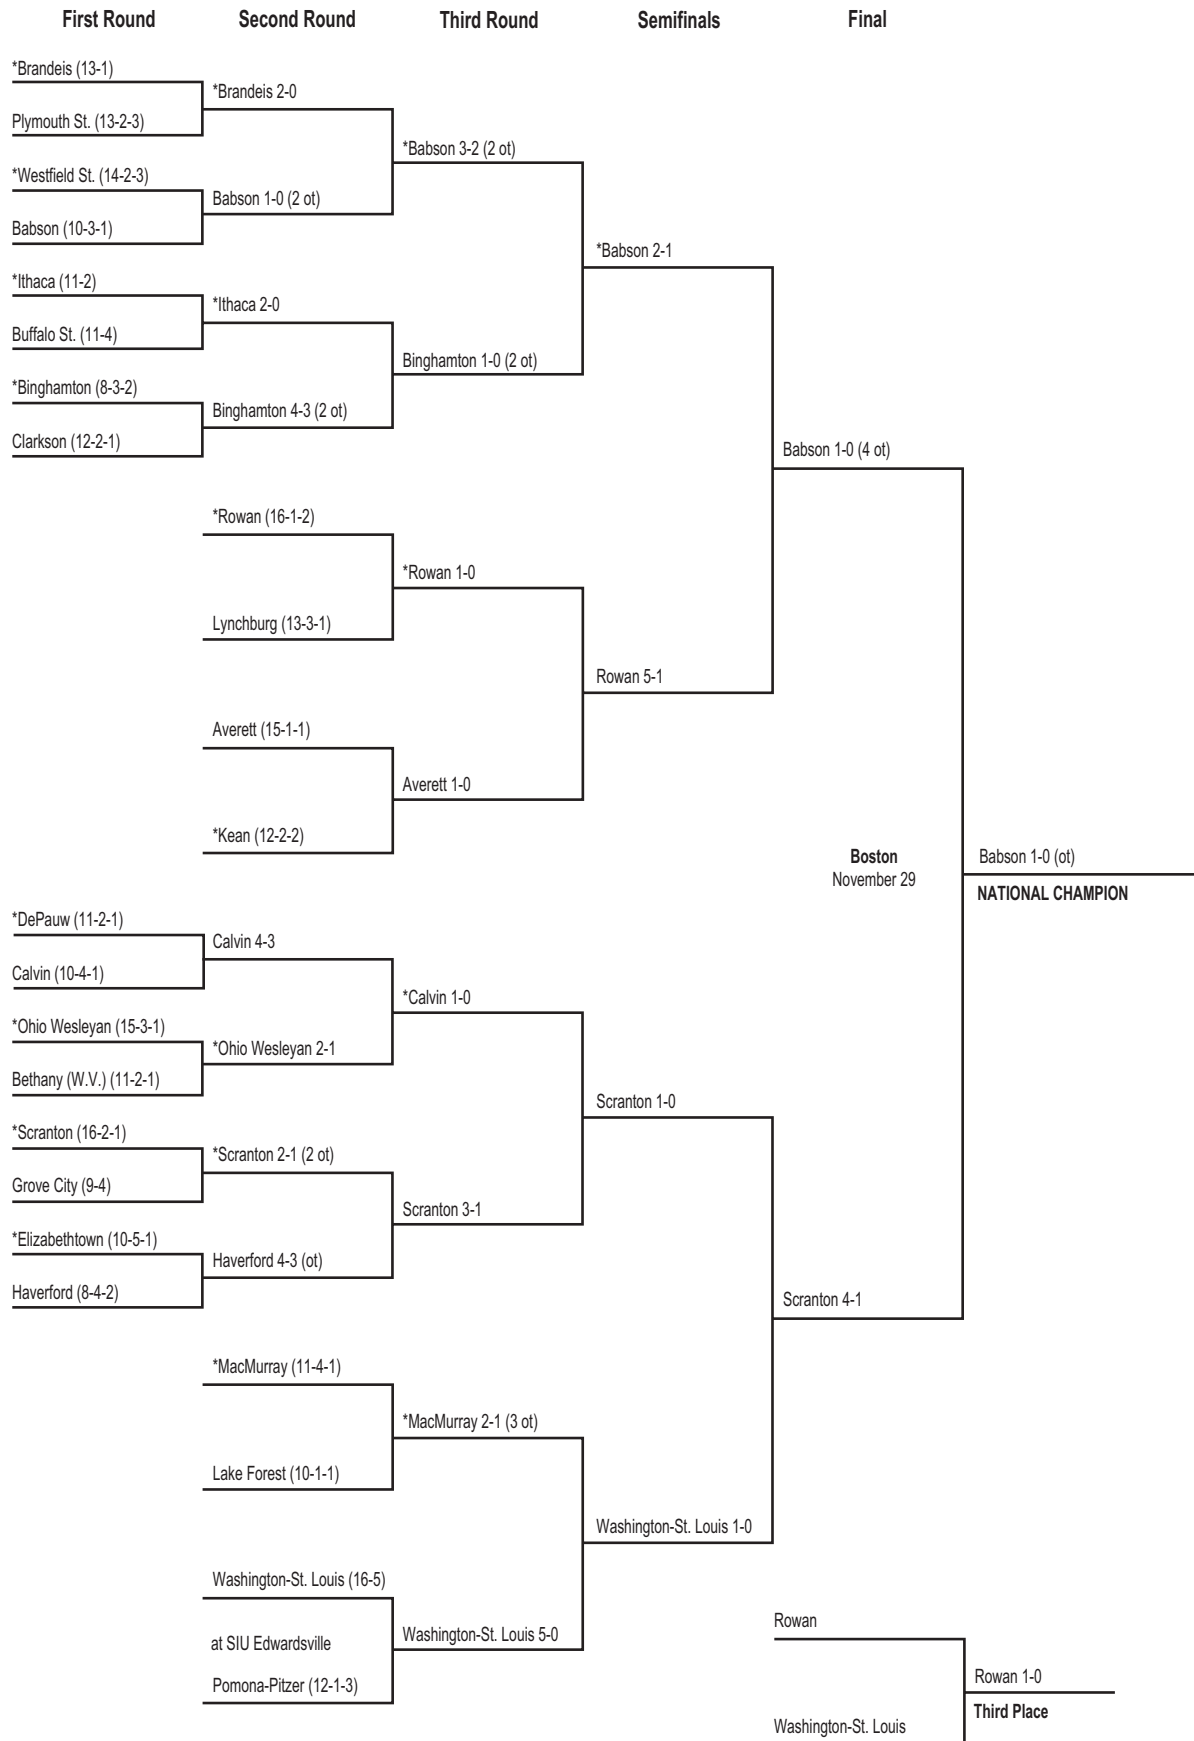 First Round Second Round Third Round Semifinals Final
*Brandeis (13-1)
*Brandeis 2-0
Plymouth St. (13-2-3)
*Babson 3-2 (2 ot)
*Westfield St. (14-2-3)
Babson 1-0 (2 ot)
Babson (10-3-1)
*Babson 2-1
*Ithaca (11-2)
*Ithaca 2-0
Buffalo St. (11-4)
Binghamton 1-0 (2 ot)
*Binghamton (8-3-2)
Binghamton 4-3 (2 ot)
Clarkson (12-2-1)
Babson 1-0 (4 ot)
*Rowan (16-1-2)
*Rowan 1-0
Lynchburg (13-3-1)
Rowan 5-1
Averett (15-1-1)
Averett 1-0
*Kean (12-2-2)
Boston
November 29
Babson 1-0 (ot)
NATIONAL CHAMPION
*DePauw (11-2-1)
Calvin 4-3
Calvin (10-4-1)
*Calvin 1-0
*Ohio Wesleyan (15-3-1)
*Ohio Wesleyan 2-1
Bethany (W.V.) (11-2-1)
Scranton 1-0
*Scranton (16-2-1)
*Scranton 2-1 (2 ot)
Grove City (9-4)
Scranton 3-1
*Elizabethtown (10-5-1)
Haverford 4-3 (ot)
Haverford (8-4-2)
Scranton 4-1
*MacMurray (11-4-1)
*MacMurray 2-1 (3 ot)
Lake Forest (10-1-1)
Washington-St. Louis 1-0
Washington-St. Louis (16-5)
at SIU Edwardsville
Washington-St. Louis 5-0
Pomona-Pitzer (12-1-3)
Rowan
Rowan 1-0
Third Place
Washington-St. Louis